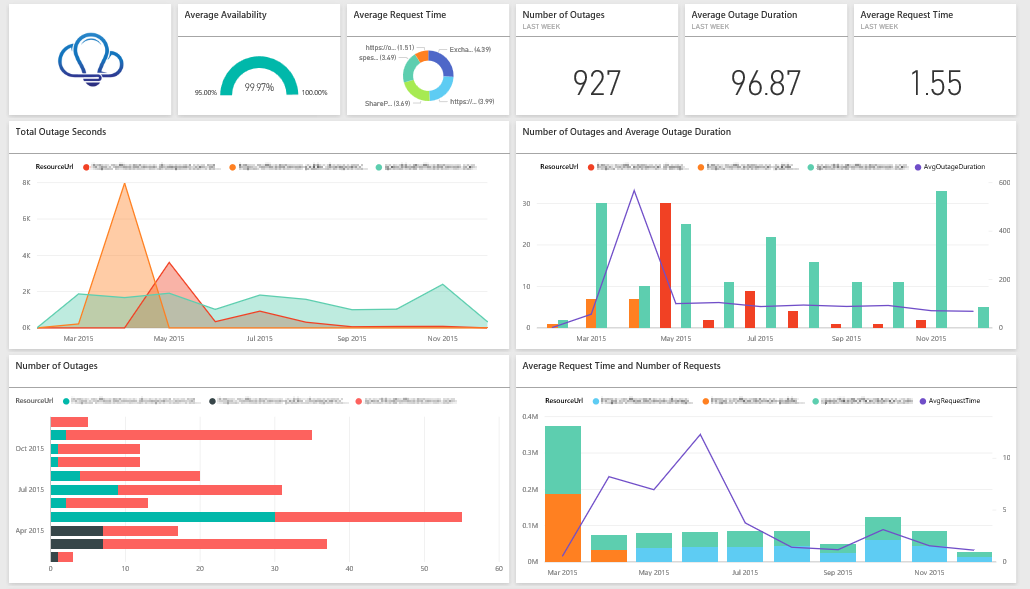 Average Availability
95.00%
99.97%
100.00%
Average Request Time
https://o... (1.51)
spes... (3.69)
ShareP... (3.69)
Excha... (4.39)
https://... (3.99)
Number of Outages
LAST WEEK
927
Average Outage Duration
LAST WEEK
96.87
Average Request Time
LAST WEEK
1.55
Total Outage Seconds
ResourceUrl
8K
6K
4K
2K
0K
Mar 2015 May 2015 Jul 2015 Sep 2015 Nov 2015
Number of Outages and Average Outage Duration
ResourceUrl AvgOutageDuration
30
20
10
0
600
400
200
0
Mar 2015 May 2015 Jul 2015 Sep 2015 Nov 2015
Number of Outages
ResourceUrl
Oct 2015
Jul 2015
Apr 2015
0 10 20 30 40 50 60
Average Request Time and Number of Requests
ResourceUrl AvgRequestTime
0.4M
0.3M
0.2M
0.1M
0M
10
5
0
Mar 2015 May 2015 Jul 2015 Sep 2015 Nov 2015